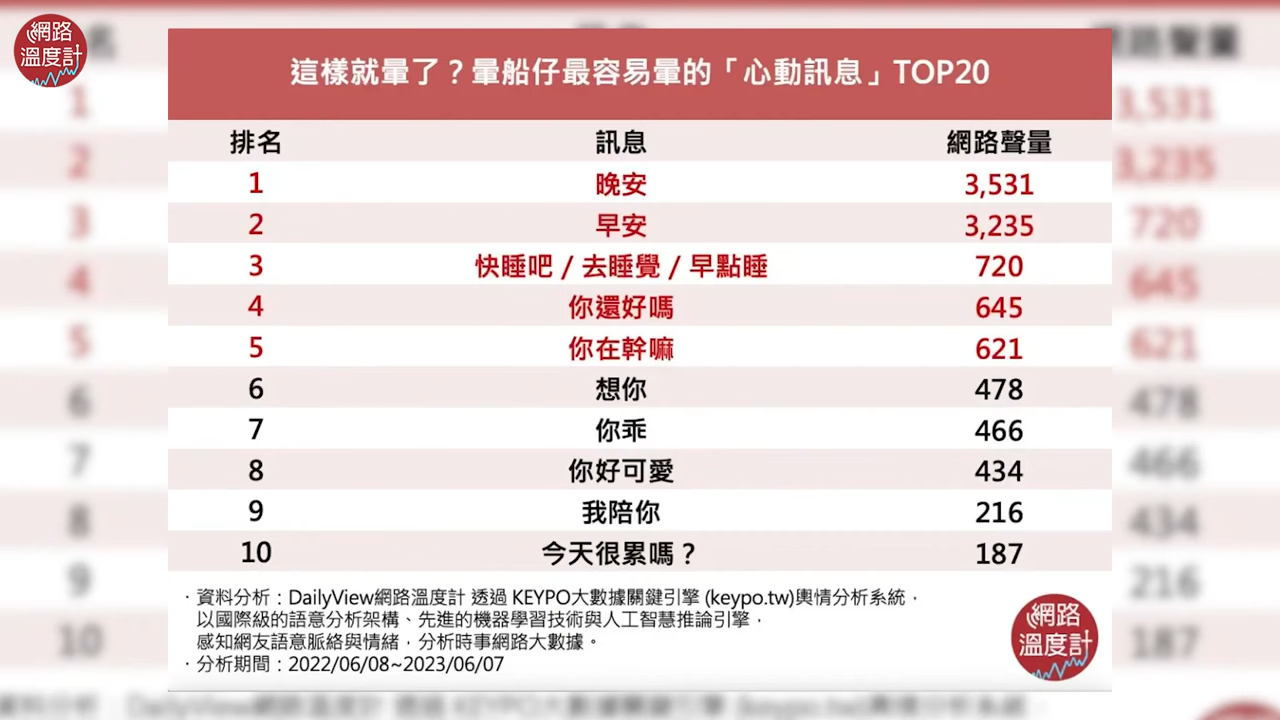 網路
溫度計
這樣就暈了？暈船仔最容易暈的「心動訊息」TOP20
排名 訊息 網路聲量
1 晚安 3,531
2 早安 3,235
3 快睡吧 / 去睡覺 / 早點睡 720
4 你還好嗎 645
5 你在幹嘛 621
6 想你 478
7 你乖 466
8 你好可愛 434
9 我陪你 216
10 今天很累嗎？ 187
· 資料分析：DailyView網路溫度計 透過 KEYPO大數據關鍵引擎 (keypo.tw)輿情分析系統，
以國際級的語意分析架構、先進的機器學習技術與人工智慧推論引擎，
感知網友語意脈絡與情緒，分析時事網路大數據。
· 分析期間：2022/06/08~2023/06/07
網路
溫度計